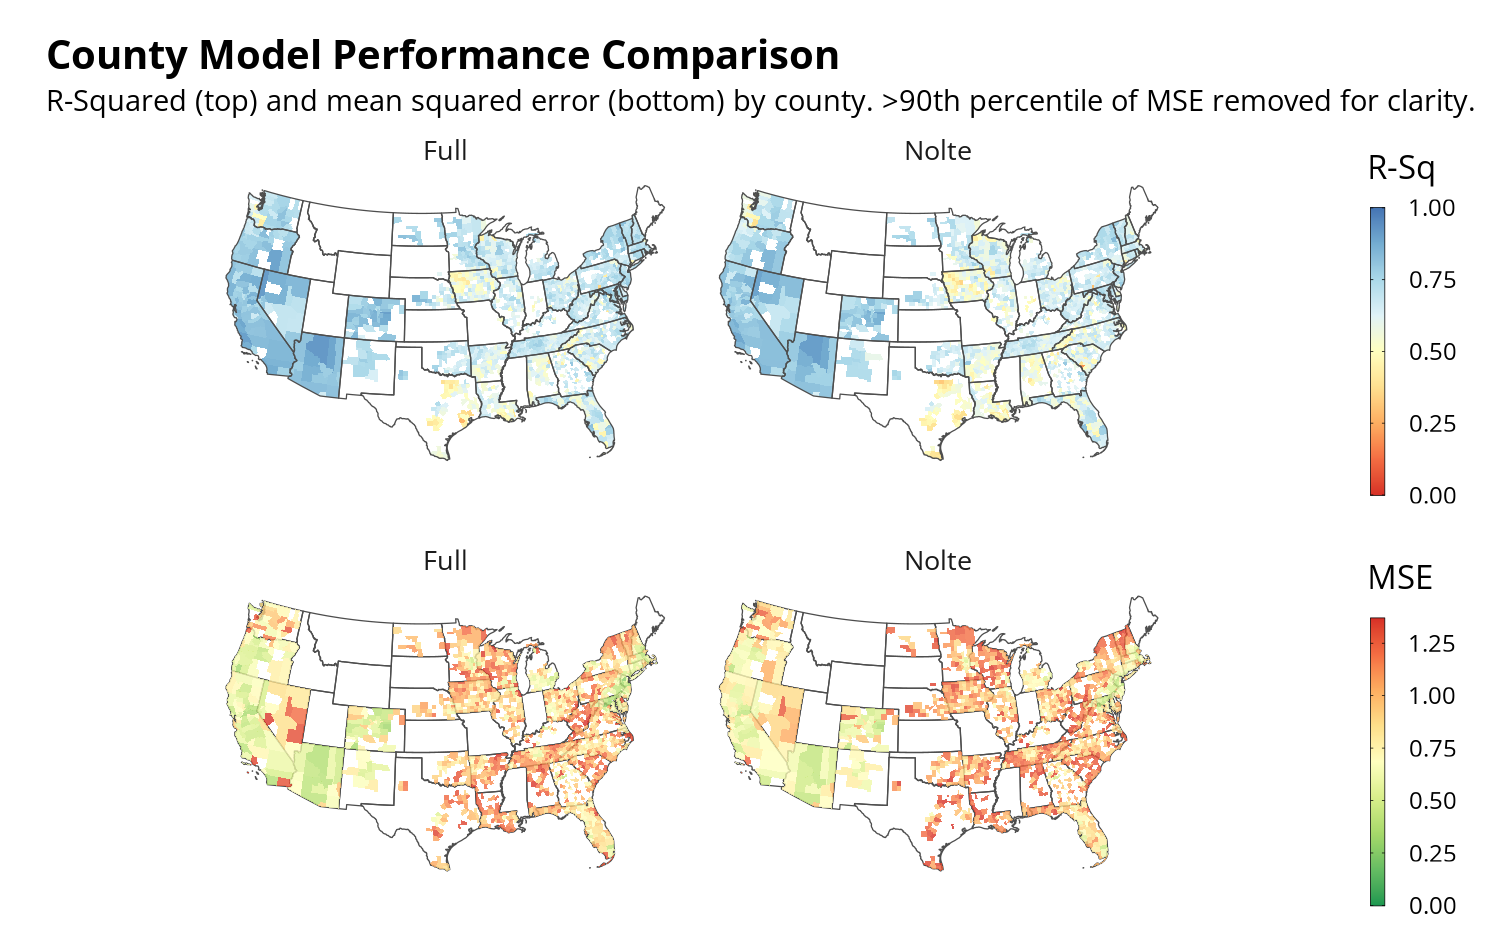 County Model Performance Comparison
R-Squared (top) and mean squared error (bottom) by county. >90th percentile of MSE removed for clarity.
Full
Nolte
R-Sq
1.00
0.75
0.50
0.25
0.00
Full
Nolte
MSE
1.25
1.00
0.75
0.50
0.25
0.00